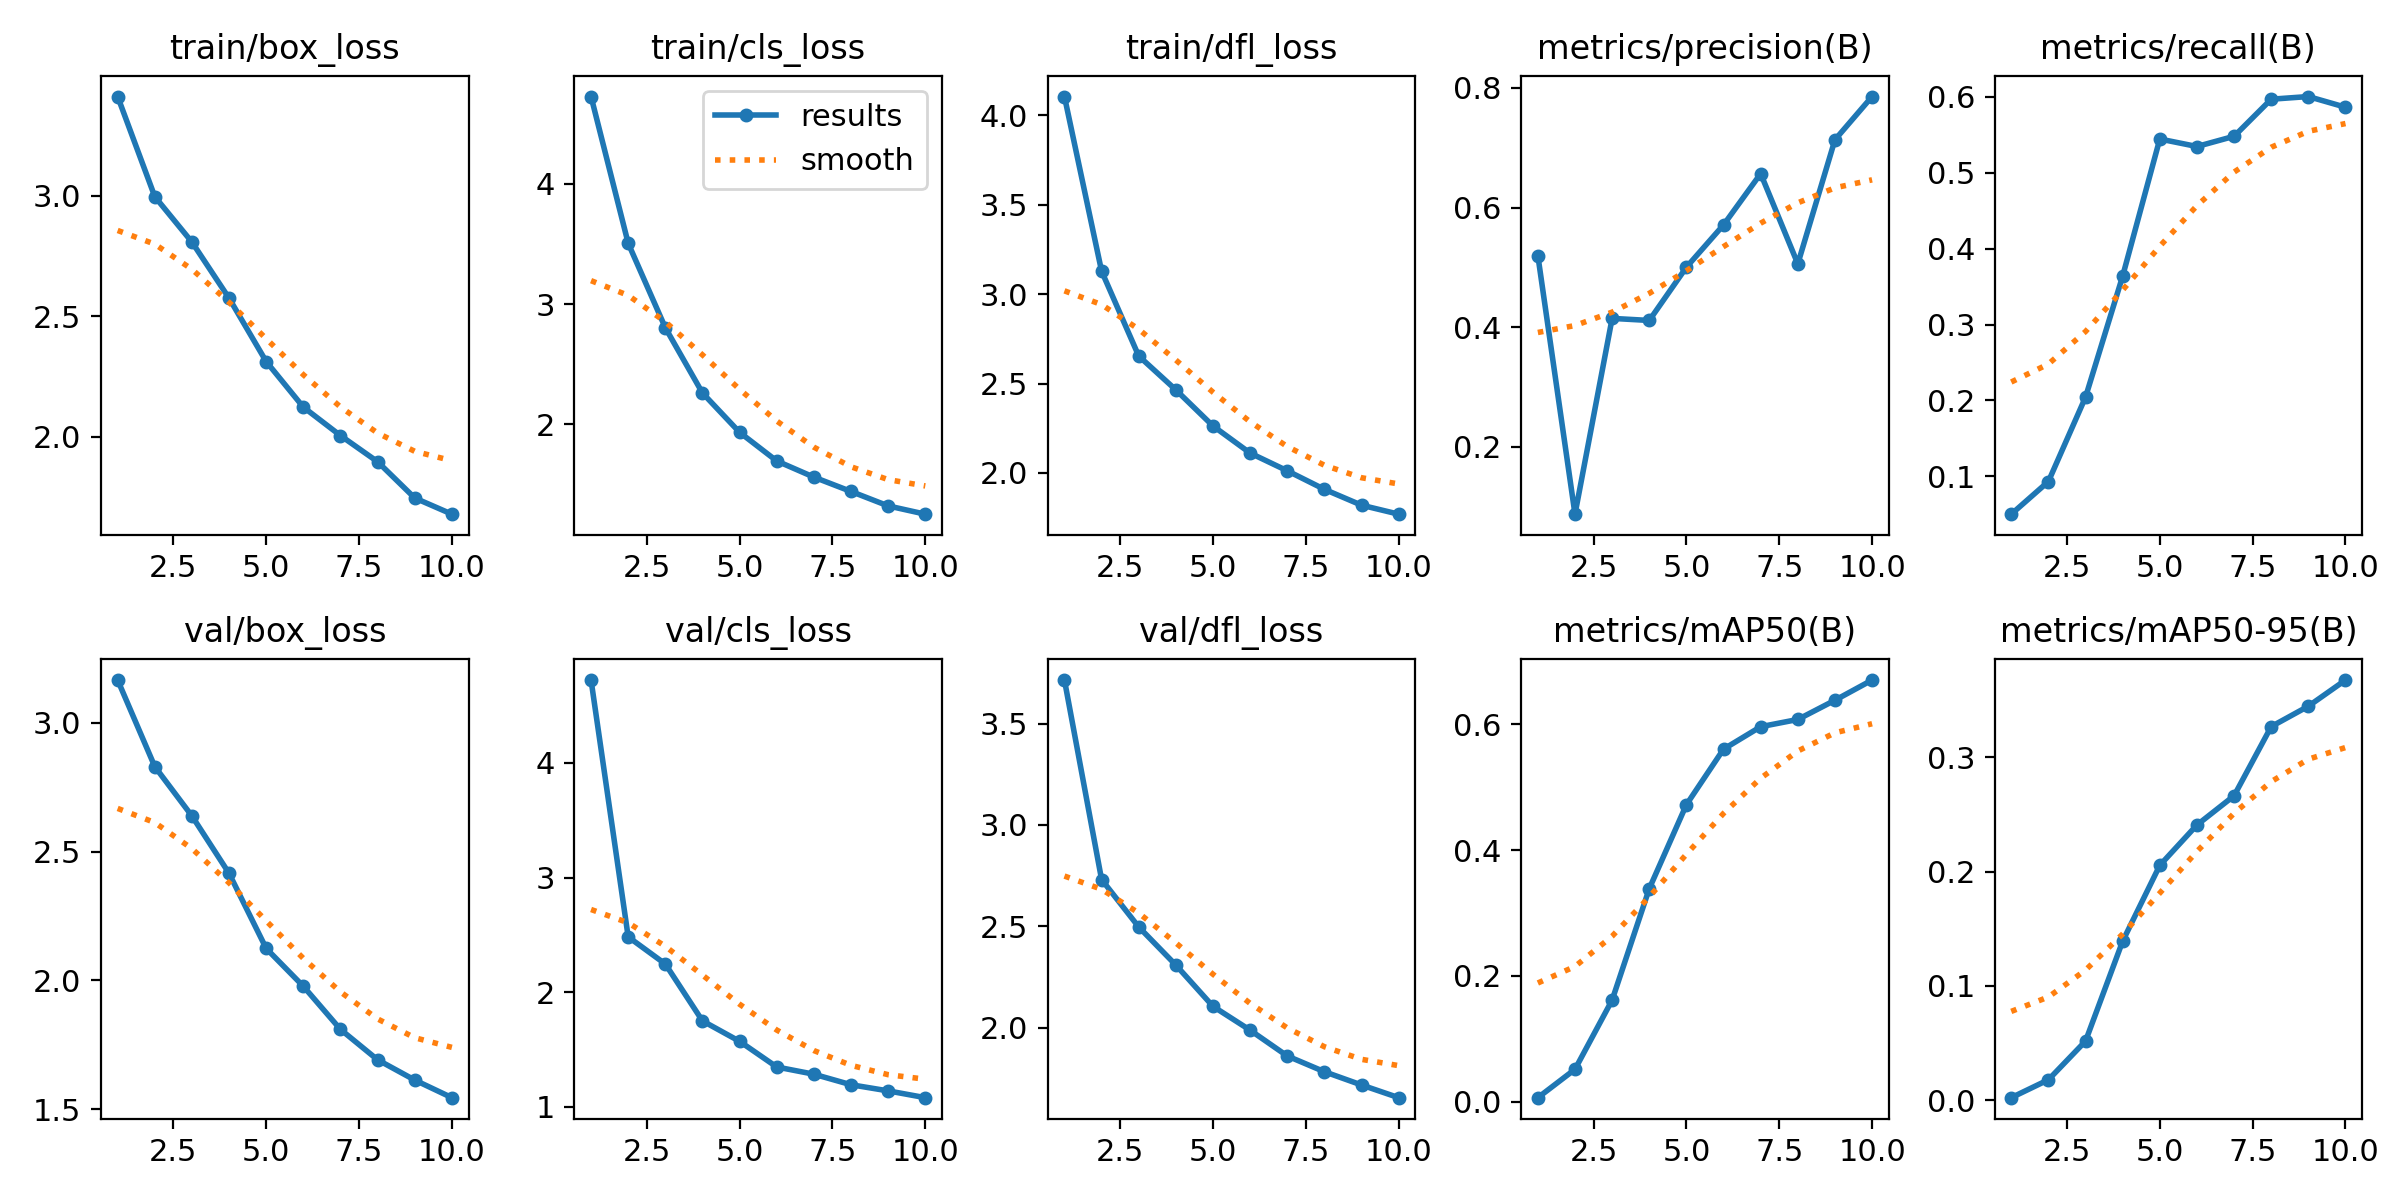 train/box_loss
train/cls_loss
train/dfl_loss
metrics/precision(B)
metrics/recall(B)
3.0
2.5
2.0
2.5 5.0 7.5 10.0
results
smooth
4
3
2
2.5 5.0 7.5 10.0
4.0
3.5
3.0
2.5
2.0
2.5 5.0 7.5 10.0
0.8
0.6
0.4
0.2
2.5 5.0 7.5 10.0
0.6
0.5
0.4
0.3
0.2
0.1
2.5 5.0 7.5 10.0
val/box_loss
val/cls_loss
val/dfl_loss
metrics/mAP50(B)
metrics/mAP50-95(B)
3.0
2.5
2.0
1.5
2.5 5.0 7.5 10.0
4
3
2
1
2.5 5.0 7.5 10.0
3.5
3.0
2.5
2.0
2.5 5.0 7.5 10.0
0.6
0.4
0.2
0.0
2.5 5.0 7.5 10.0
0.3
0.2
0.1
0.0
2.5 5.0 7.5 10.0